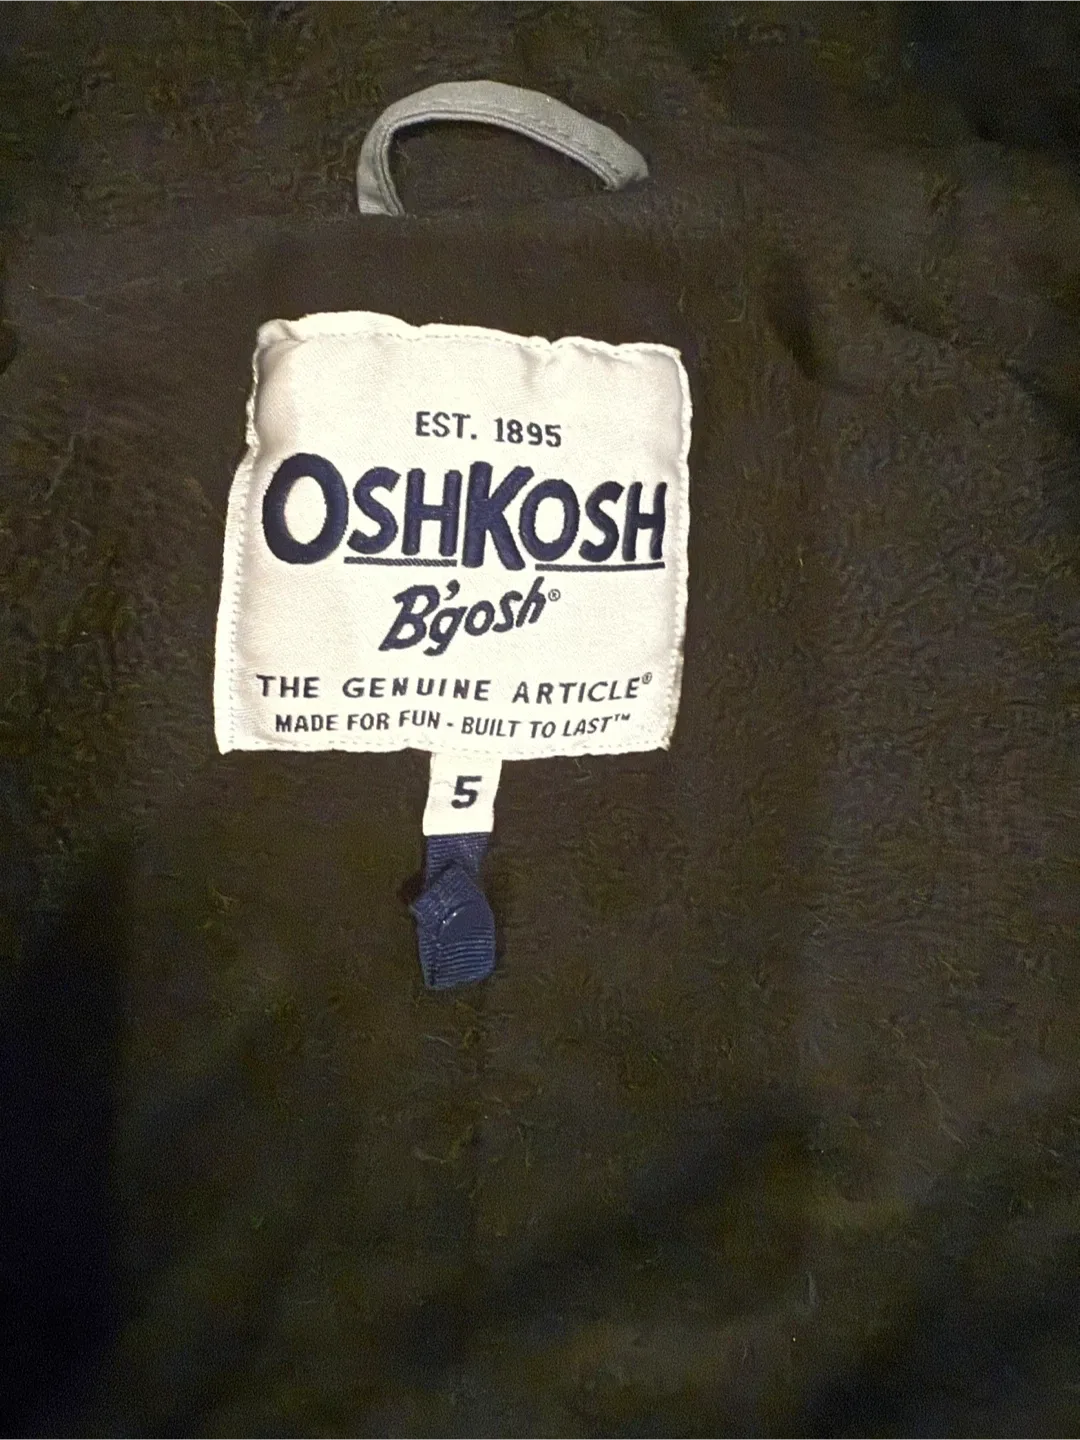 EST. 1895
OSHKOSH
B'gosh®
THE GENUINE ARTICLE®
MADE FOR FUN - BUILT TO LAST™
5